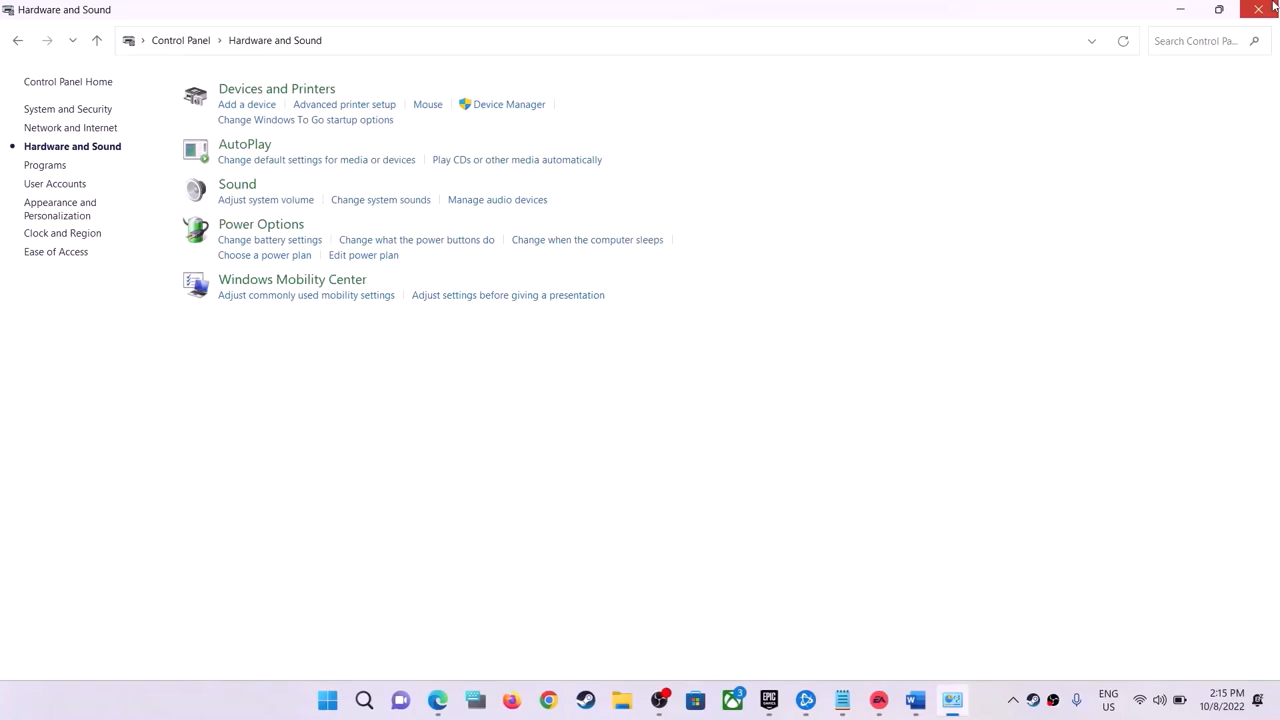 Hardware and Sound
Control Panel > Hardware and Sound
Search Control Pa...
Control Panel Home
System and Security
Network and Internet
Hardware and Sound
Programs
User Accounts
Appearance and
Personalization
Clock and Region
Ease of Access
Devices and Printers
Add a device
Advanced printer setup
Mouse
Device Manager
Change Windows To Go startup options
AutoPlay
Change default settings for media or devices
Play CDs or other media automatically
Sound
Adjust system volume
Change system sounds
Manage audio devices
Power Options
Change battery settings
Change what the power buttons do
Change when the computer sleeps
Choose a power plan
Edit power plan
Windows Mobility Center
Adjust commonly used mobility settings
Adjust settings before giving a presentation
3
EPIC
GAMES
EA
W
ENG
US
2:15 PM
10/8/2022